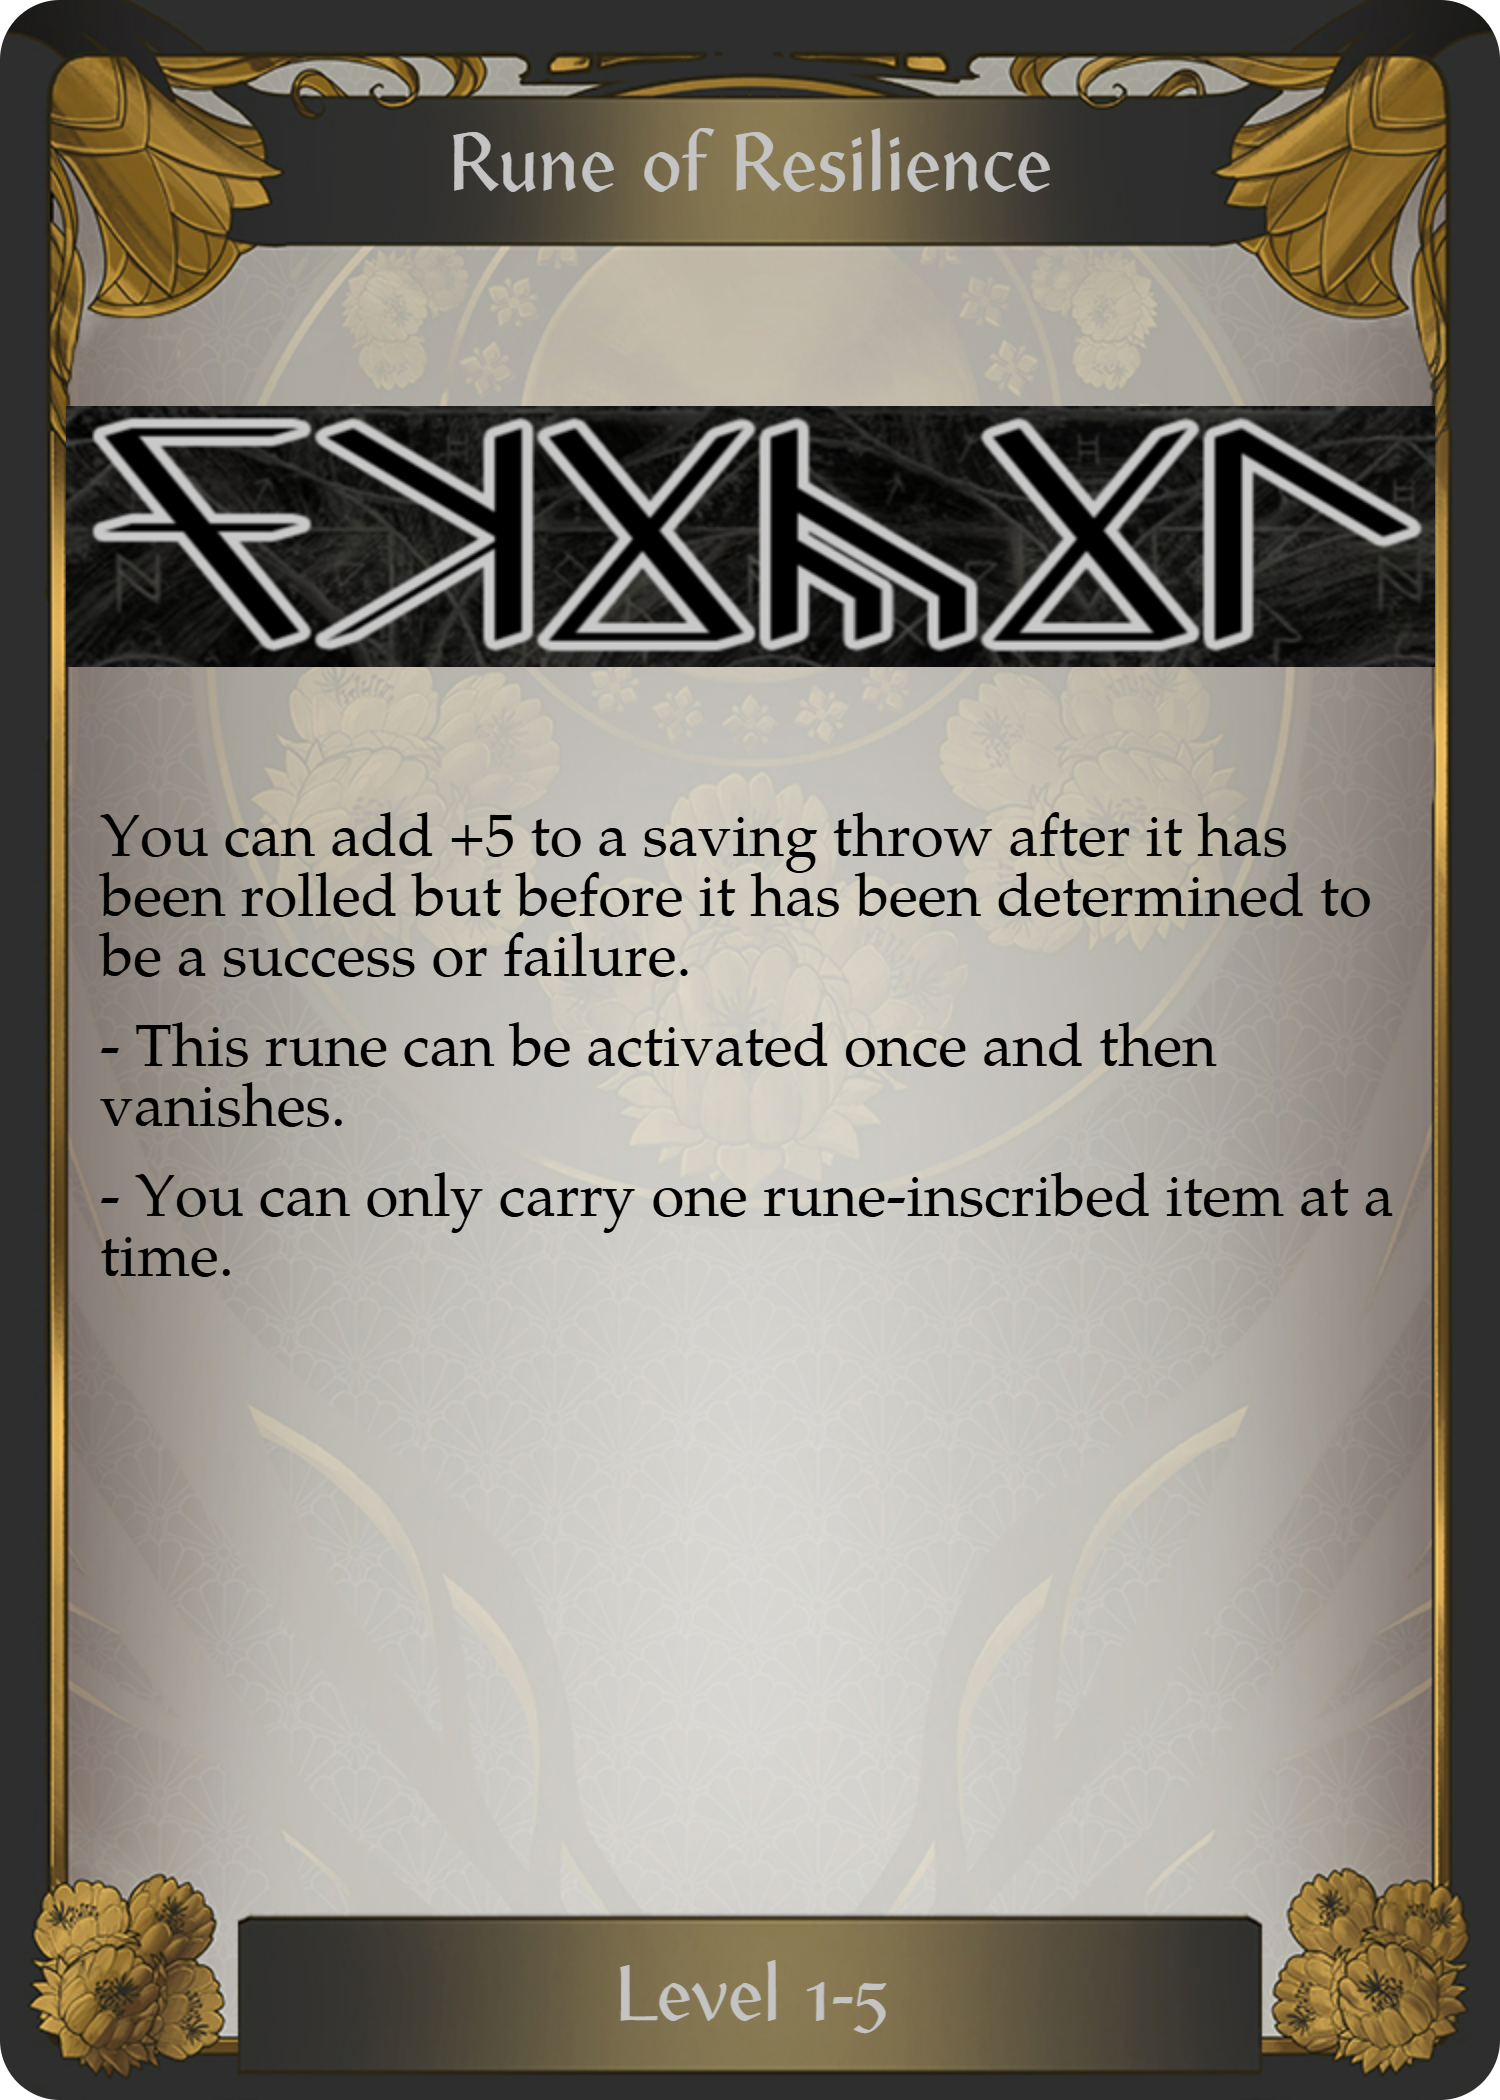 Rune of Resilience
You can add +5 to a saving throw after it has
been rolled but before it has been determined to
be a success or failure.
- This rune can be activated once and then
vanishes.
- You can only carry one rune-inscribed item at a
time.
Level 1-5